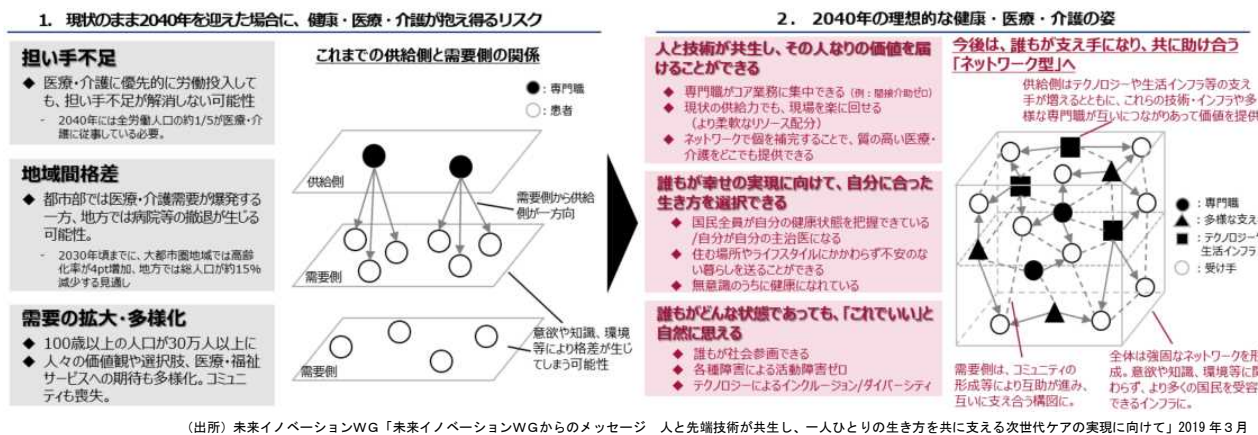 1. 現状のまま2040年を迎えた場合に、健康・医療・介護が抱え得るリスク
担い手不足
◆ 医療・介護に優先的に労働投入して
も、担い手不足が解消しない可能性
- 2040年には全労働人口の約1/5が医療・介
護に従事している必要。
地域間格差
◆ 都市部では医療・介護需要が爆発する
一方、地方では病院等の撤退が生じる
可能性。
- 2030年頃までに、大都市圏地域では高齢
化率が4pt増加、地方では総人口が約15%
減少する見通し
需要の拡大・多様化
◆ 100歳以上の人口が30万人以上に
◆ 人々の価値観や選択肢、医療・福祉
サービスへの期待も多様化。コミュニ
ティも喪失。
これまでの供給側と需要側の関係
●:専門職
○:患者
供給側
需要側から供給
側が一方向
需要側
意欲や知識、環境
等により格差が生じ
てしまう可能性
需要側
2. 2040年の理想的な健康・医療・介護の姿
人と技術が共生し、その人なりの価値を届
けることができる
◆ 専門職がコア業務に集中できる(例:間接介助ゼロ)
◆ 現状の供給力でも、現場を楽に回せる
(より柔軟なリソース配分)
◆ ネットワークで個を補完することで、質の高い医療・
介護をどこでも提供できる
誰もが幸せの実現に向けて、自分に合った
生き方を選択できる
◆ 国民全員が自分の健康状態を把握できている
/自分が自分の主治医になる
◆ 住む場所やライフスタイルにかかわらず不安のな
い暮らしを送ることができる
◆ 無意識のうちに健康になれている
誰もがどんな状態であっても、「これでいい」と
自然に思える
◆ 誰もが社会参画できる
◆ 各種障害による活動障害ゼロ
◆ テクノロジーによるインクルージョン/ダイバーシティ
今後は、誰もが支え手になり、共に助け合う
「ネットワーク型」へ
供給側はテクノロジーや生活インフラ等の支え
手が増えるとともに、これらの技術・インフラや多
様な専門職が互いにつながりあって価値を提供
●:専門職
▲:多様な支え
■:テクノロジー
生活インフラ
○:受け手
需要側は、コミュニティの
形成等により互助が進み、
互いに支え合う構図に。
全体は強固なネットワークを形
成。意欲や知識、環境等に関
わらず、より多くの国民を受容
できるインフラに。
(出所)未来イノベーションWG「未来イノベーションWGからのメッセージ 人と先端技術が共生し、一人ひとりの生き方を共に支える次世代ケアの実現に向けて」2019年3月